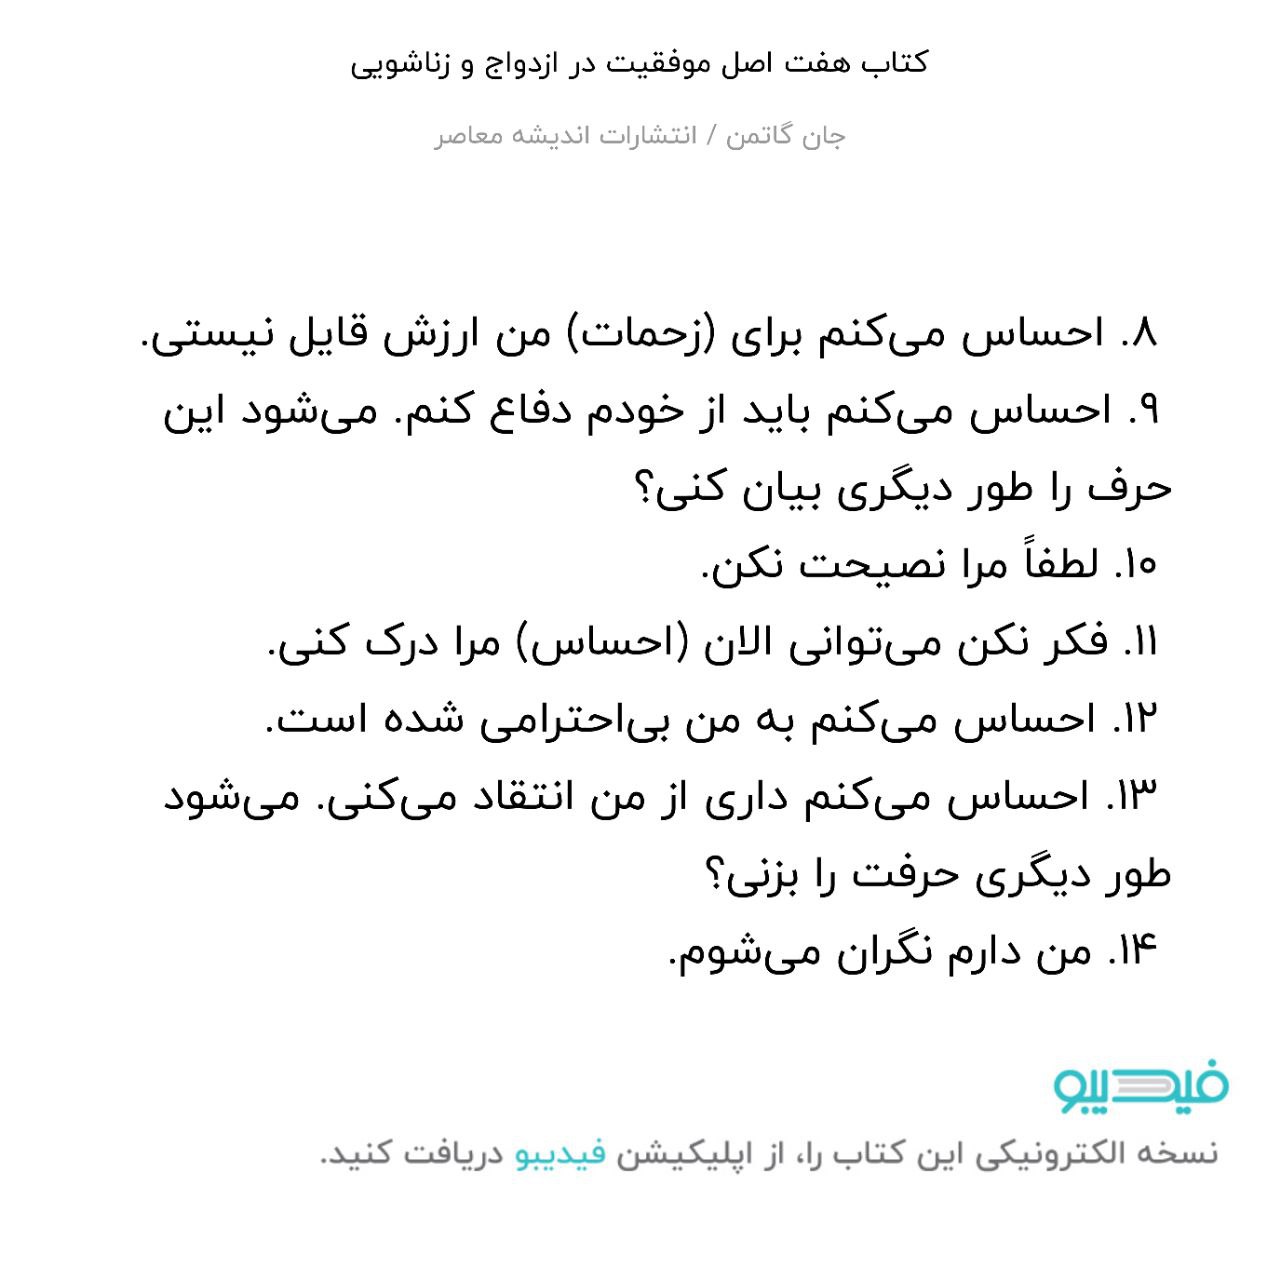 کتاب هفت اصل موفقیت در ازدواج و زناشویی
جان گاتمن / انتشارات اندیشه معاصر
۸. احساس می‌کنم برای (زحمات) من ارزش قایل نیستی.
۹. احساس می‌کنم باید از خودم دفاع کنم. می‌شود این
حرف را طور دیگری بیان کنی؟
۱۰. لطفاً مرا نصیحت نکن.
۱۱. فکر نکن می‌توانی الان (احساس) مرا درک کنی.
۱۲. احساس می‌کنم به من بی‌احترامی شده است.
۱۳. احساس می‌کنم داری از من انتقاد می‌کنی. می‌شود
طور دیگری حرفت را بزنی؟
۱۴. من دارم نگران می‌شوم.
فیدیبو
نسخه الکترونیکی این کتاب را، از اپلیکیشن فیدیبو دریافت کنید.